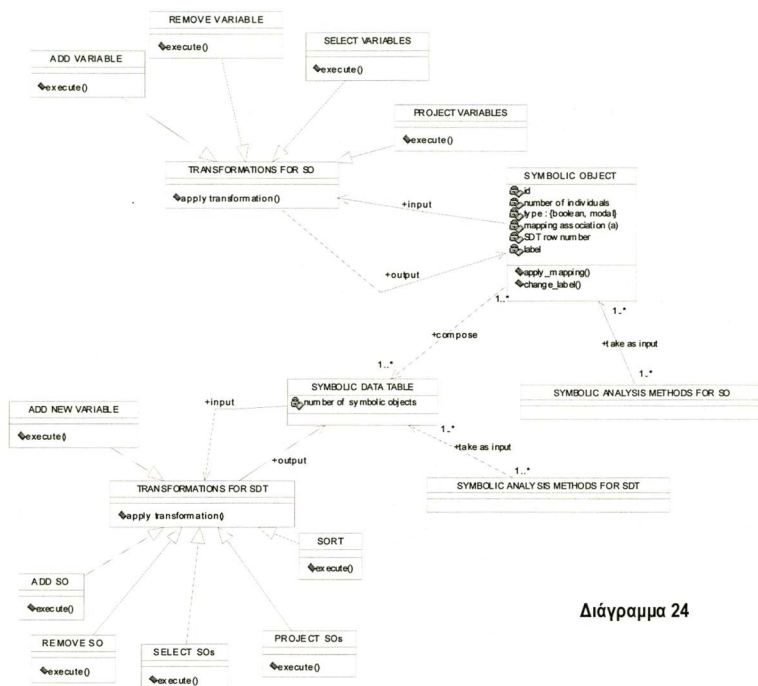 REMOVE VARIABLE
execute()
ADD VARIABLE
execute()
SELECT VARIABLES
execute()
PROJECT VARIABLES
execute()
TRANSFORMATIONS FOR SO
apply transformation()
SYMBOLIC OBJECT
id
number of individuals
type : {boolean, modal}
mapping association (a)
SDT row number
label
apply_mapping()
change_label()
+input
+output
1..*
+compose
1..*
1..*
+take as input
1..*
SYMBOLIC ANALYSIS METHODS FOR SO
SYMBOLIC DATA TABLE
number of symbolic objects
ADD NEW VARIABLE
execute()
+input
+output
1..*
+take as input
1..*
SYMBOLIC ANALYSIS METHODS FOR SDT
TRANSFORMATIONS FOR SDT
apply transformation()
SORT
execute()
ADD SO
execute()
REMOVE SO
execute()
SELECT SOs
execute()
PROJECT SOs
execute()
Διάγραμμα 24